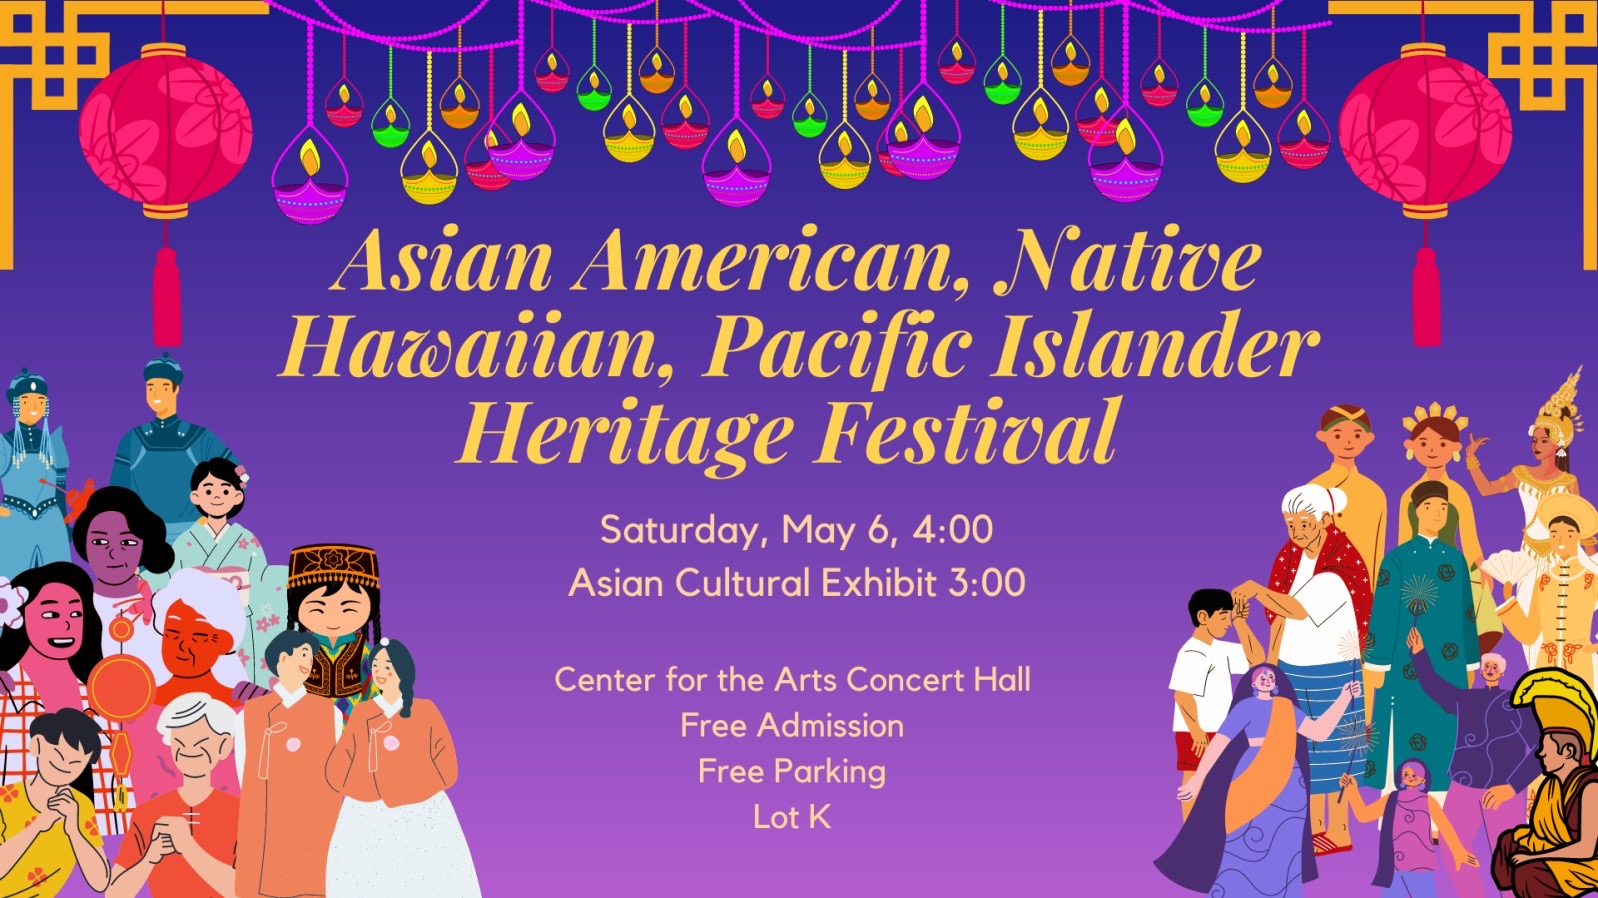 Asian American, Native
Hawaiian, Pacific Islander
Heritage Festival
Saturday, May 6, 4:00
Asian Cultural Exhibit 3:00
Center for the Arts Concert Hall
Free Admission
Free Parking
Lot K